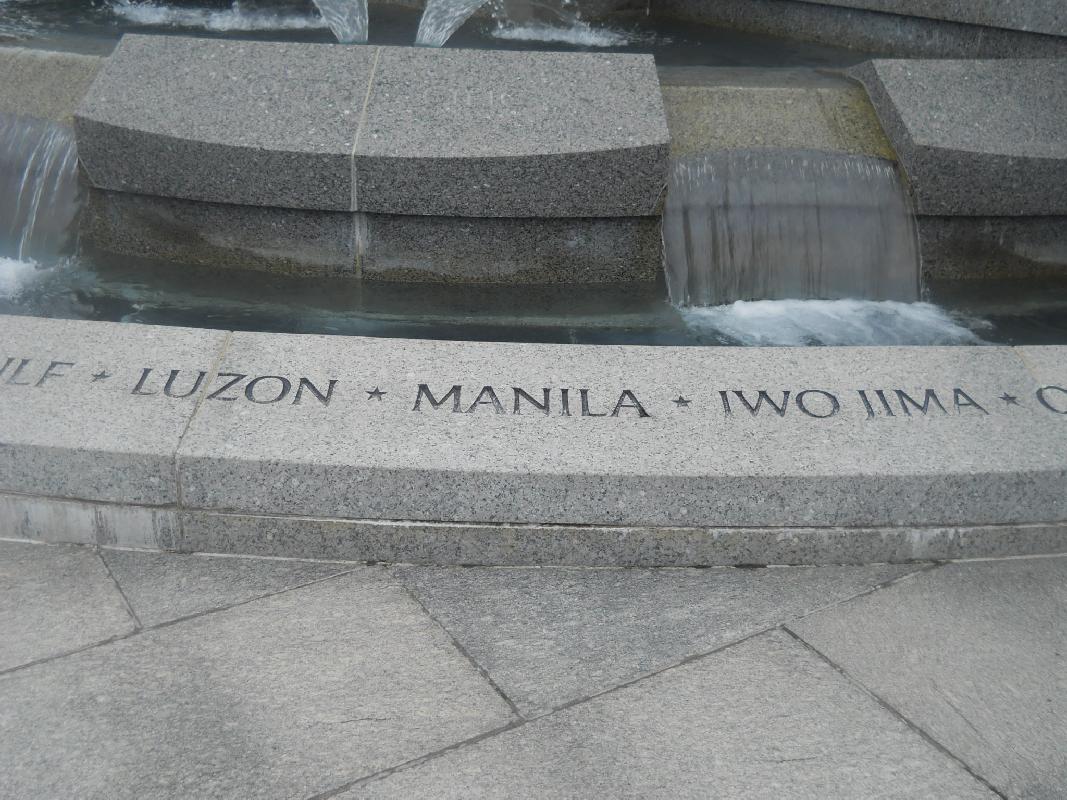 ★ LUZON ★ MANILA ★ IWO JIMA ★